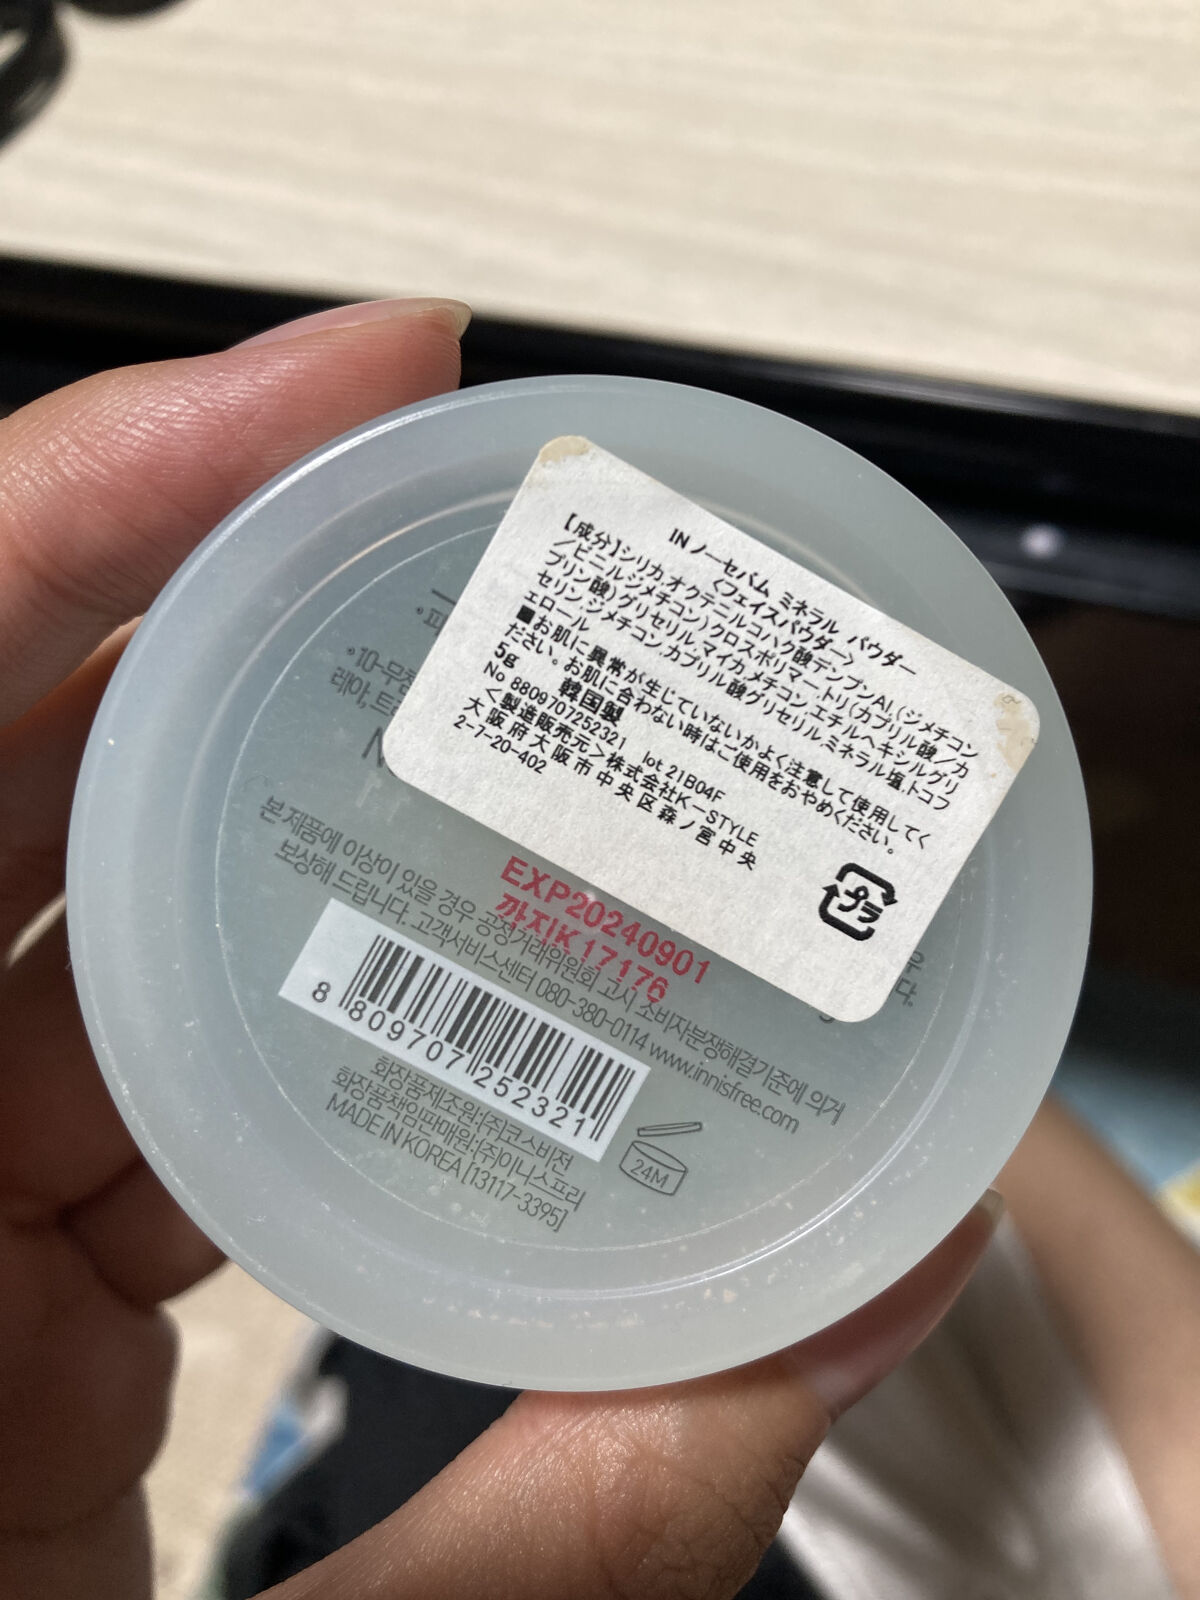 IN ノーセバム ミネラル パウダー
<フェイスパウダー>
【成分】シリカ,オクテニルコハク酸デンプンAl,(ジメチコン
/ビニルジメチコン)クロスポリマー,トリ(カプリル酸/カ
プリン酸)グリセリル,マイカ,メチコン,エチルヘキシルグリ
セリン,ジメチコン,カプリル酸グリセリル,ミネラル塩,トコフ
ェロール
■お肌に異常が生じていないかよく注意して使用してく
ださい。お肌に合わない時はご使用をおやめください。
5g 韓国製
No 8809707252321 lot 21B04F
<製造販売元>株式会社K-STYLE
大阪府大阪市中央区森ノ宮中央
2-7-20-402
プラ
레아, 트
본 제품에 이상이 있을 경우 공정거래위원회 고시 소비자분쟁해결기준에 의거
보상해 드립니다. 고객서비스센터 080-380-0114 www.innisfree.com
EXP20240901
까지K17176
8 809707 252321
화장품제조원:(주)코스비전
화장품책임판매원:(주)이니스프리
MADE IN KOREA [13117-3395]
24M